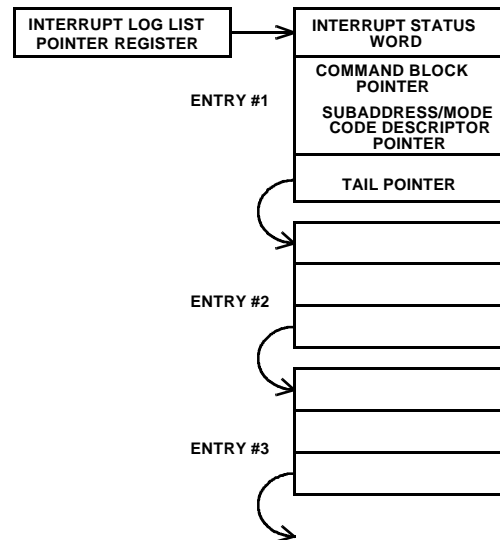 INTERRUPT LOG LIST
POINTER REGISTER
INTERRUPT STATUS
WORD
ENTRY #1
COMMAND BLOCK
POINTER
SUBADDRESS/MODE
CODE DESCRIPTOR
POINTER
TAIL POINTER
ENTRY #2
ENTRY #3